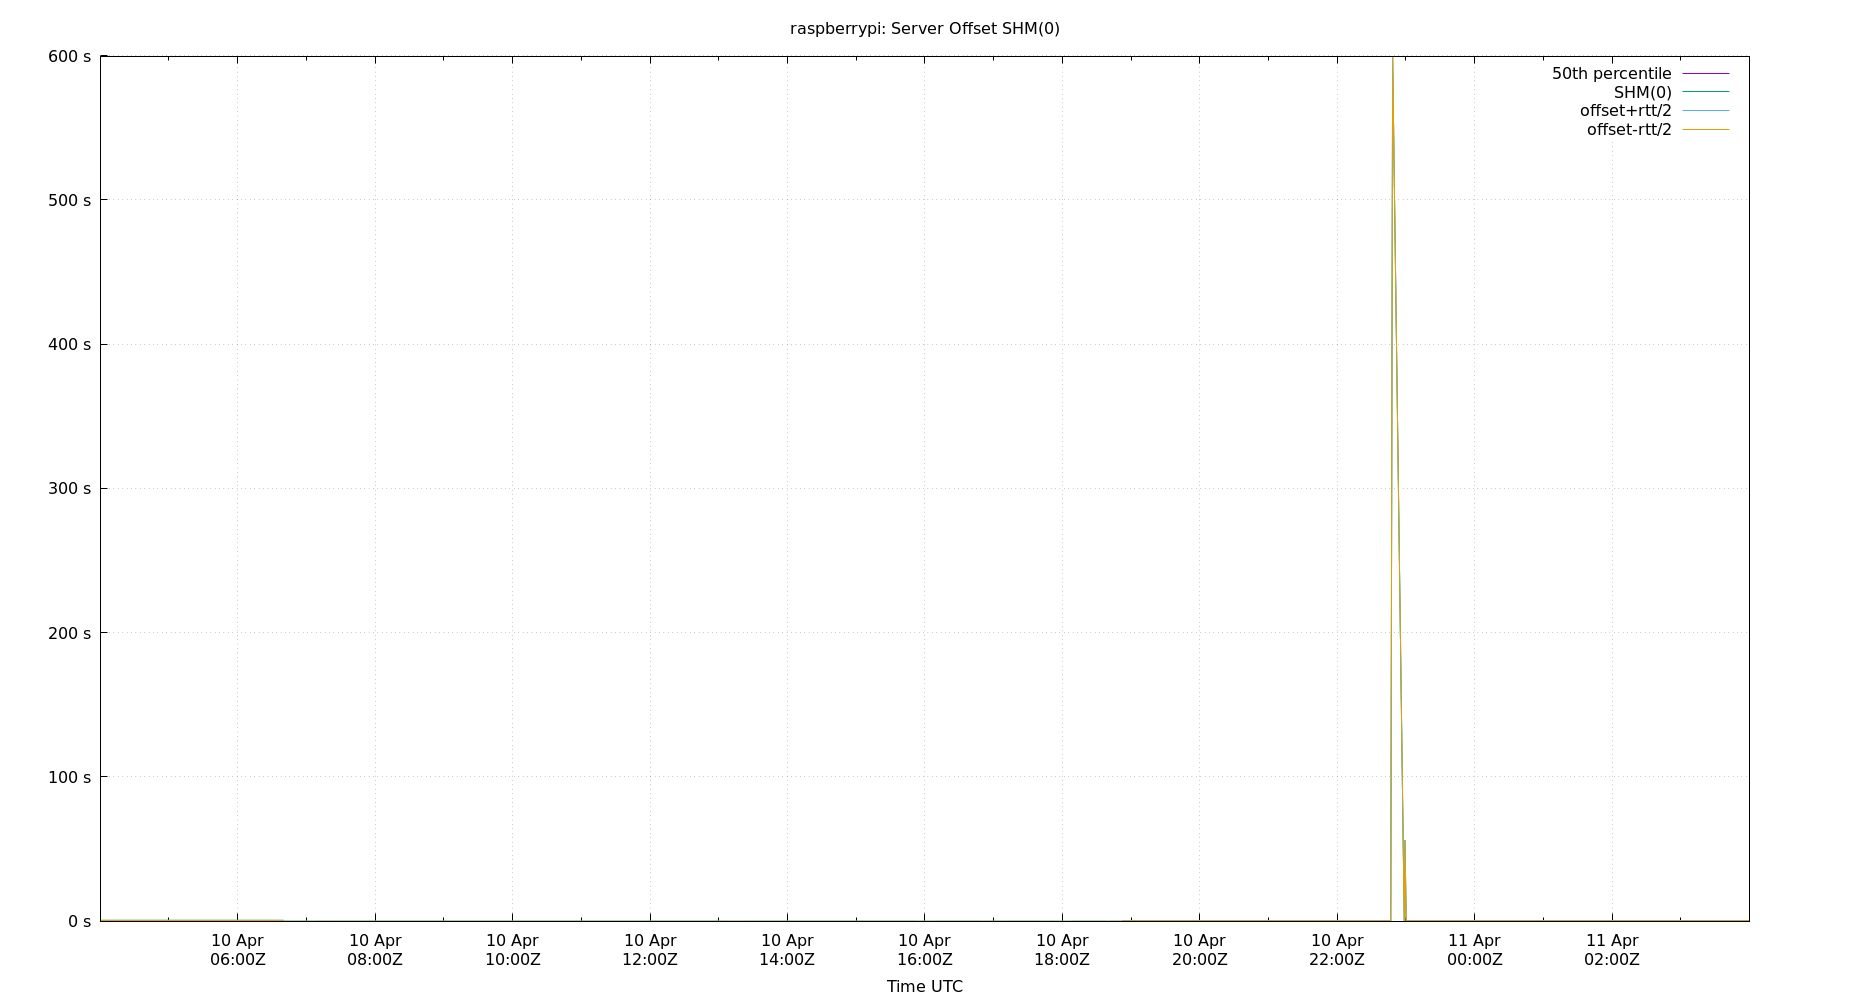 raspberrypi: Server Offset SHM(0)
600 s
500 s
400 s
300 s
200 s
100 s
0 s
50th percentile
SHM(0)
offset+rtt/2
offset-rtt/2
10 Apr 10 Apr 10 Apr 10 Apr 10 Apr 10 Apr 10 Apr 10 Apr 10 Apr 11 Apr 11 Apr
06:00Z 08:00Z 10:00Z 12:00Z 14:00Z 16:00Z 18:00Z 20:00Z 22:00Z 00:00Z 02:00Z
Time UTC